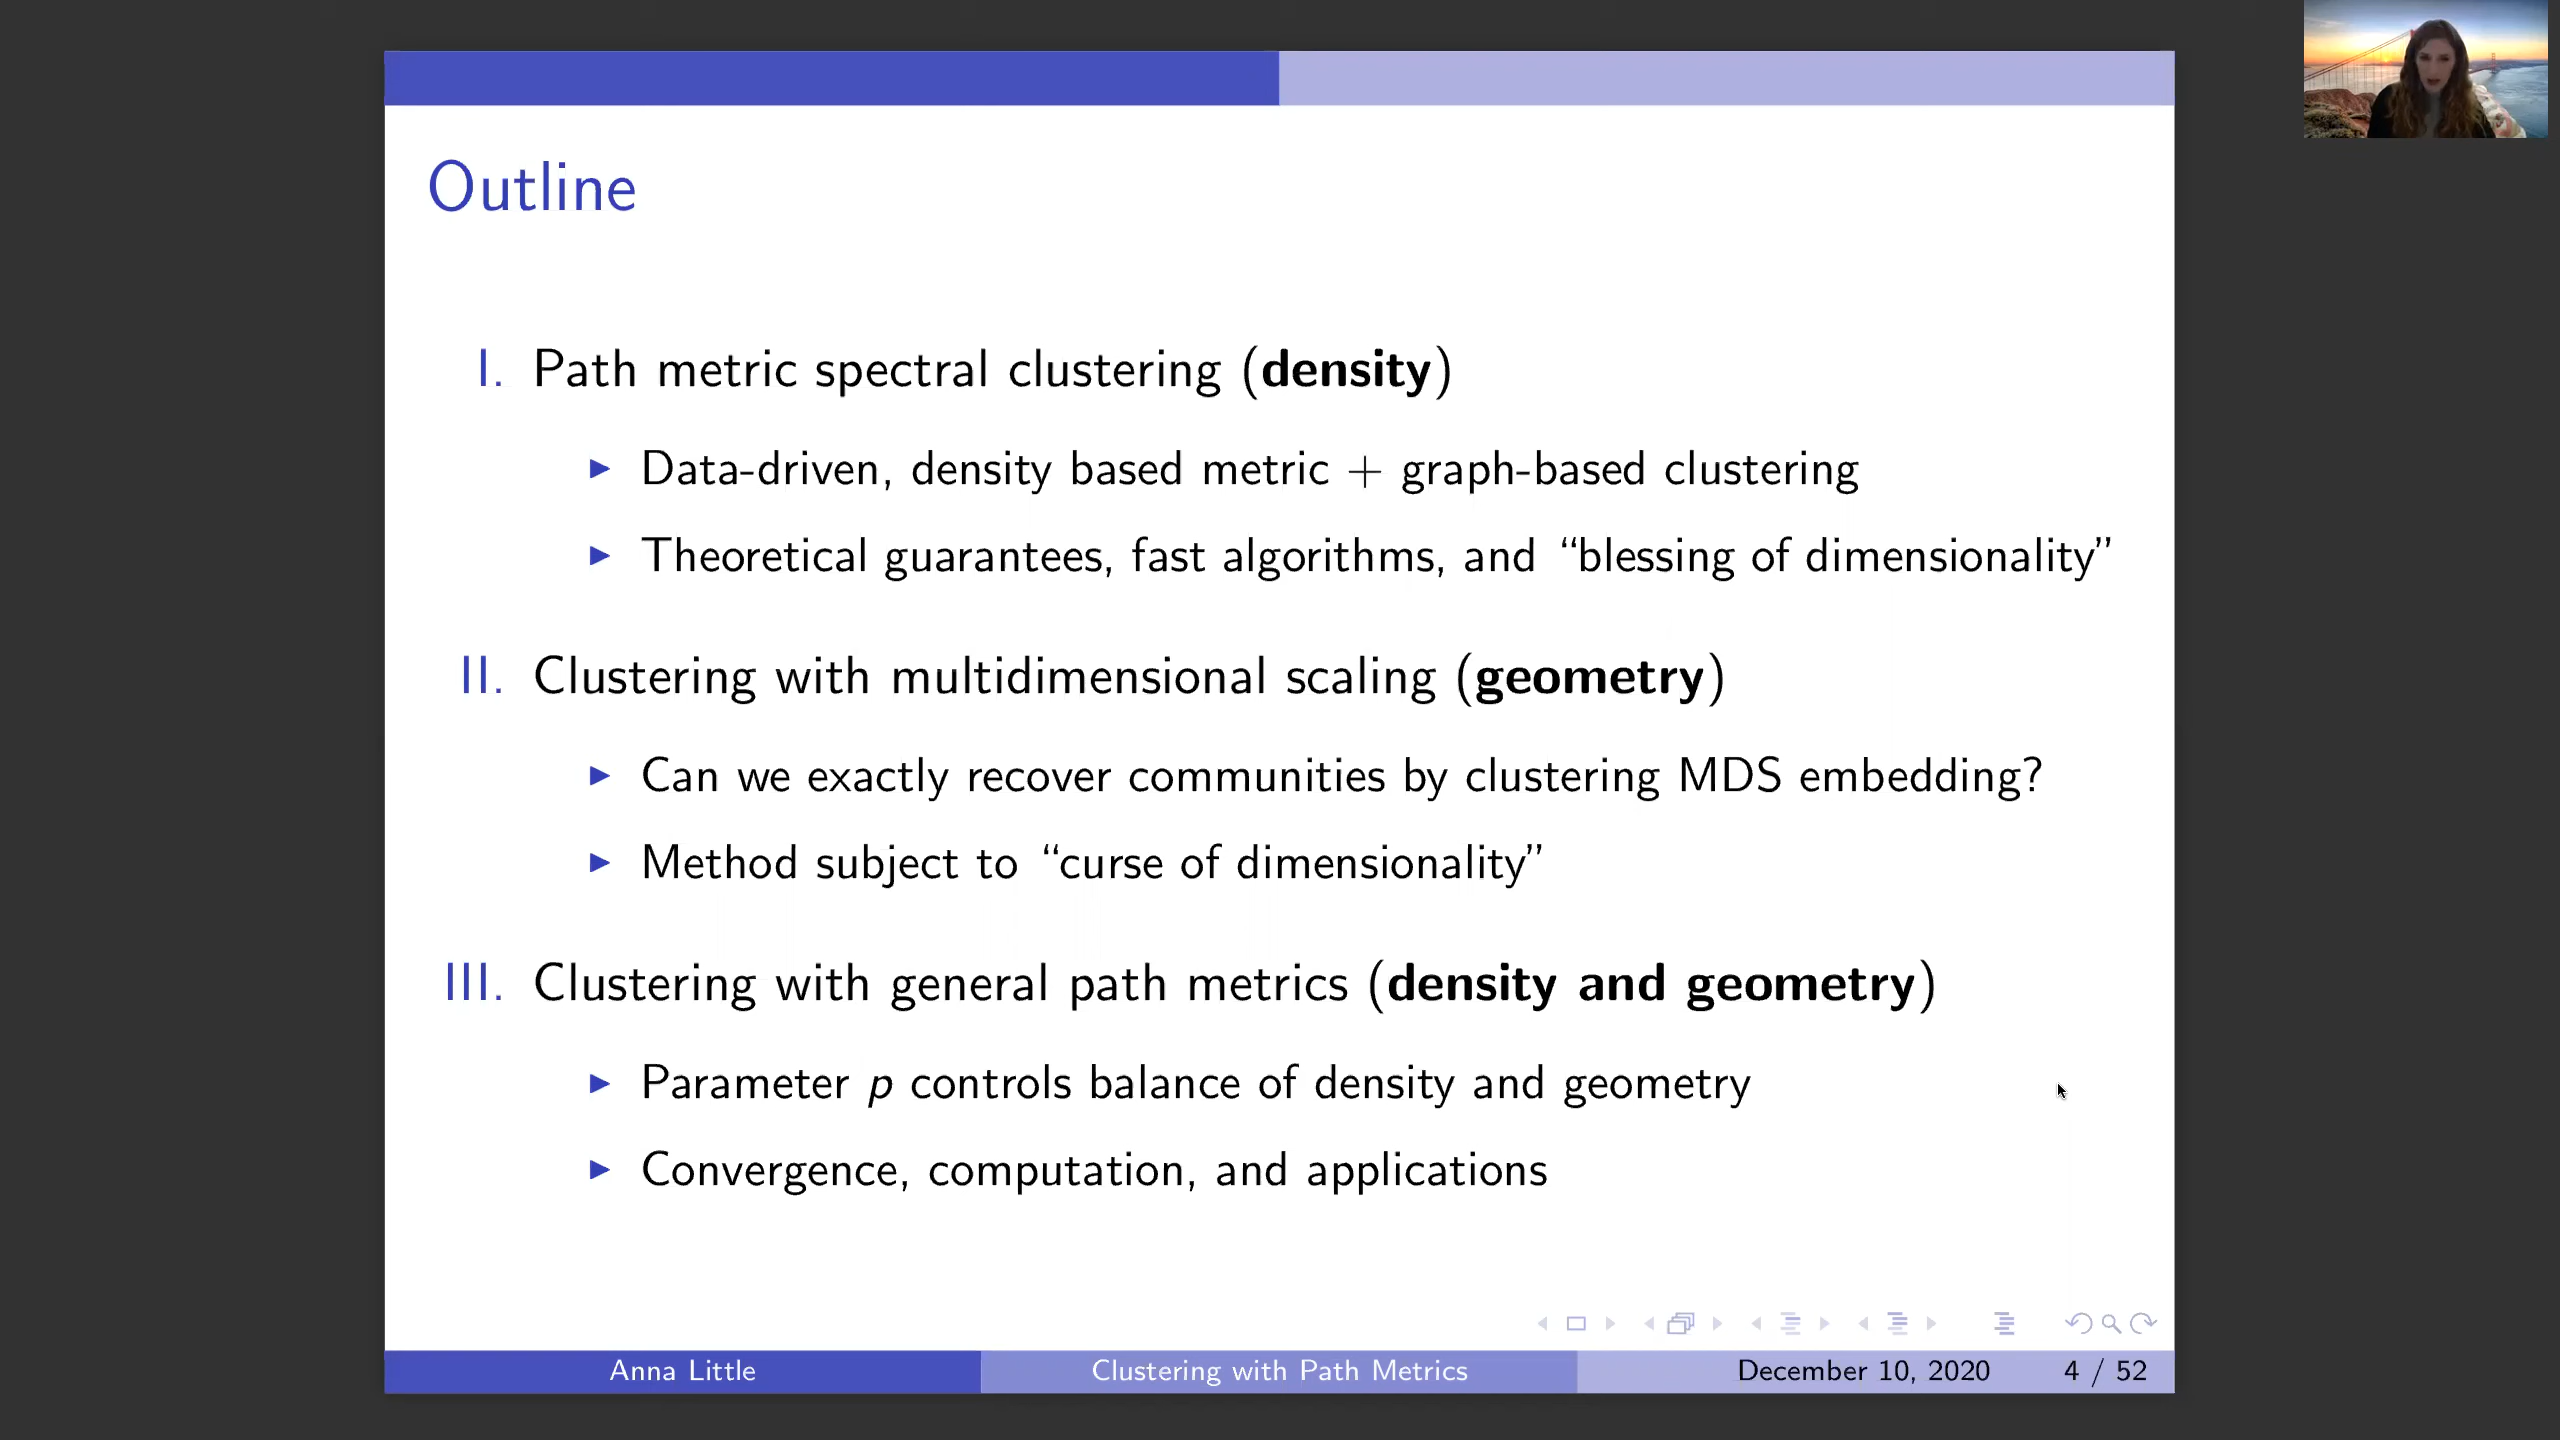 Outline
I. Path metric spectral clustering (density)
▶ Data-driven, density based metric + graph-based clustering
▶ Theoretical guarantees, fast algorithms, and “blessing of dimensionality”
II. Clustering with multidimensional scaling (geometry)
▶ Can we exactly recover communities by clustering MDS embedding?
▶ Method subject to “curse of dimensionality”
III. Clustering with general path metrics (density and geometry)
▶ Parameter p controls balance of density and geometry
▶ Convergence, computation, and applications
Anna Little Clustering with Path Metrics December 10, 2020 4 / 52